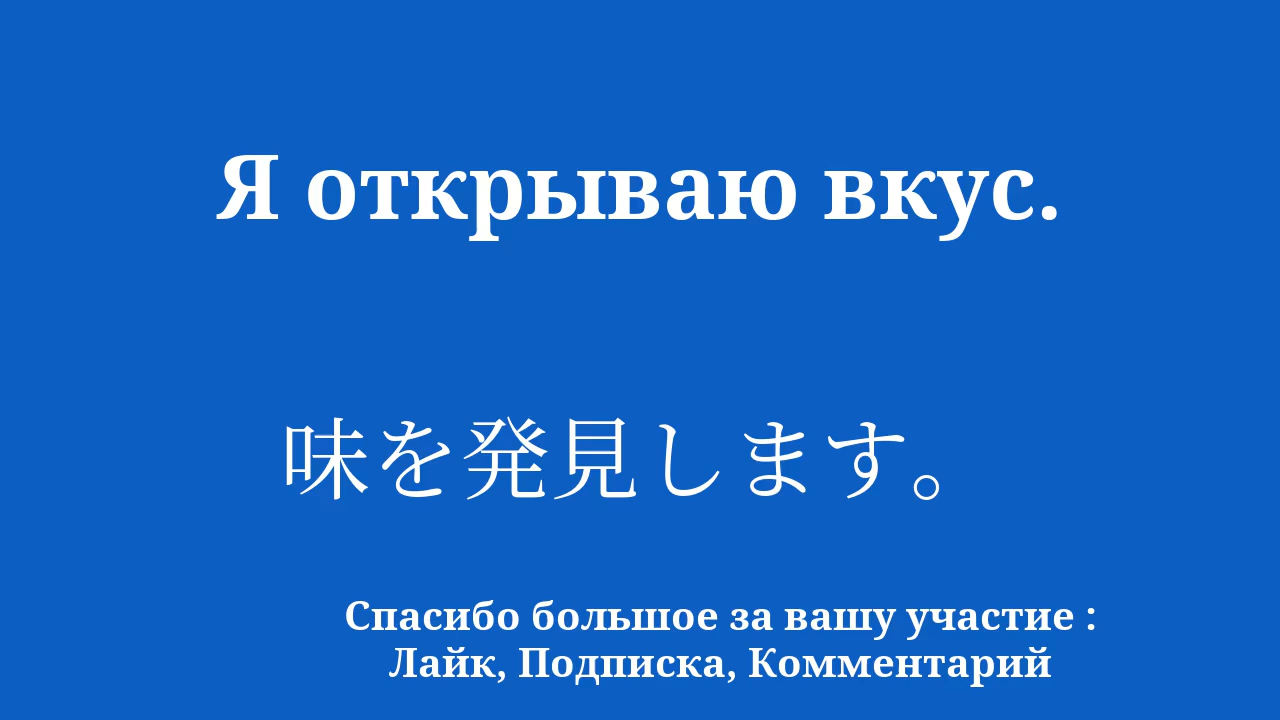 Я открываю вкус.
味を発見します。
Спасибо большое за вашу участие :
Лайк, Подписка, Комментарий